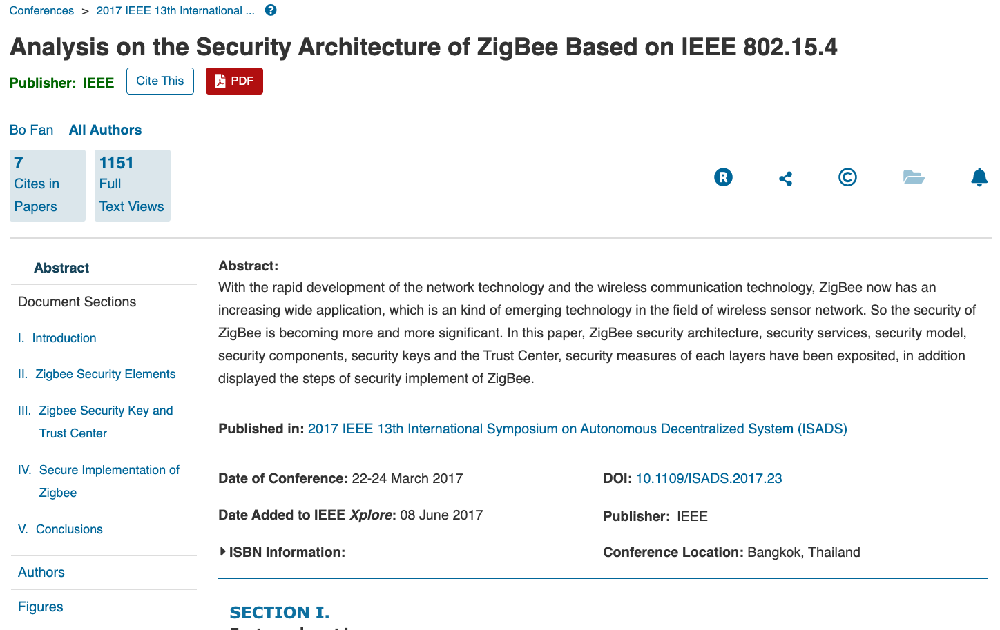 Conferences > 2017 IEEE 13th International ... ?
Analysis on the Security Architecture of ZigBee Based on IEEE 802.15.4
Publisher: IEEE Cite This PDF
Bo Fan All Authors
7
Cites in
Papers
1151
Full
Text Views
R
©
Abstract
Document Sections
I. Introduction
II. Zigbee Security Elements
III. Zigbee Security Key and
Trust Center
IV. Secure Implementation of
Zigbee
V. Conclusions
Authors
Figures
Abstract:
With the rapid development of the network technology and the wireless communication technology, ZigBee now has an
increasing wide application, which is an kind of emerging technology in the field of wireless sensor network. So the security of
ZigBee is becoming more and more significant. In this paper, ZigBee security architecture, security services, security model,
security components, security keys and the Trust Center, security measures of each layers have been exposited, in addition
displayed the steps of security implement of ZigBee.
Published in: 2017 IEEE 13th International Symposium on Autonomous Decentralized System (ISADS)
Date of Conference: 22-24 March 2017
DOI: 10.1109/ISADS.2017.23
Date Added to IEEE Xplore: 08 June 2017
Publisher: IEEE
ISBN Information:
Conference Location: Bangkok, Thailand
SECTION I.